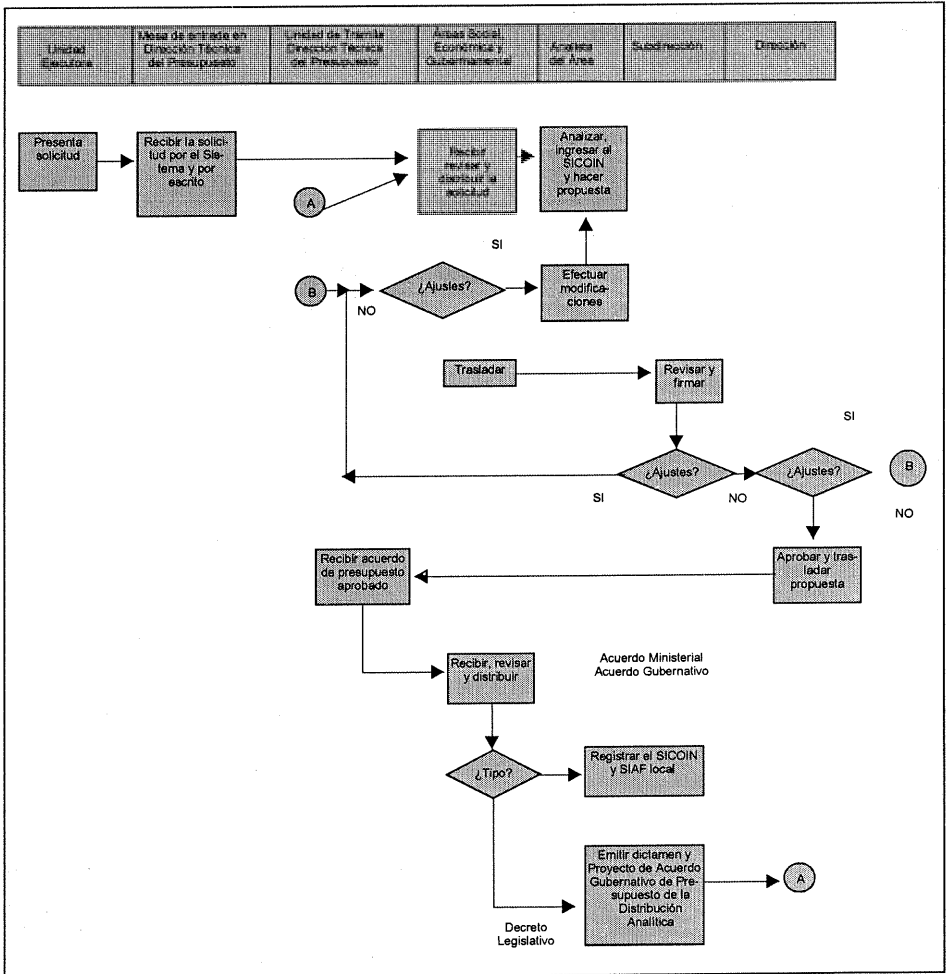 Unidad
Ejecutora
Mesa de entrada en
Dirección Técnica
del Presupuesto
Unidad de Trámite
Dirección Técnica
del Presupuesto
Áreas Social,
Económica y
Gubernamental
Analista
del Área
Subdirección
Dirección
Presenta
solicitud
Recibir la solici-
tud por el Sis-
tema y por
escrito
A
Recibir
revisar y
distribuir la
solicitud
Analizar,
ingresar al
SICOIN
y hacer
propuesta
SI
B
NO
¿Ajustes?
Efectuar
modifica-
ciones
Trasladar
Revisar y
firmar
SI
¿Ajustes?
¿Ajustes?
B
SI
NO
NO
Recibir acuerdo
de presupuesto
aprobado
Aprobar y tras-
ladar
propuesta
Recibir, revisar
y distribuir
Acuerdo Ministerial
Acuerdo Gubernativo
¿Tipo?
Registrar el SICOIN
y SIAF local
Emitir dictamen y
Proyecto de Acuerdo
Gubernativo de Pre-
supuesto de la
Distribución
Analítica
A
Decreto
Legislativo